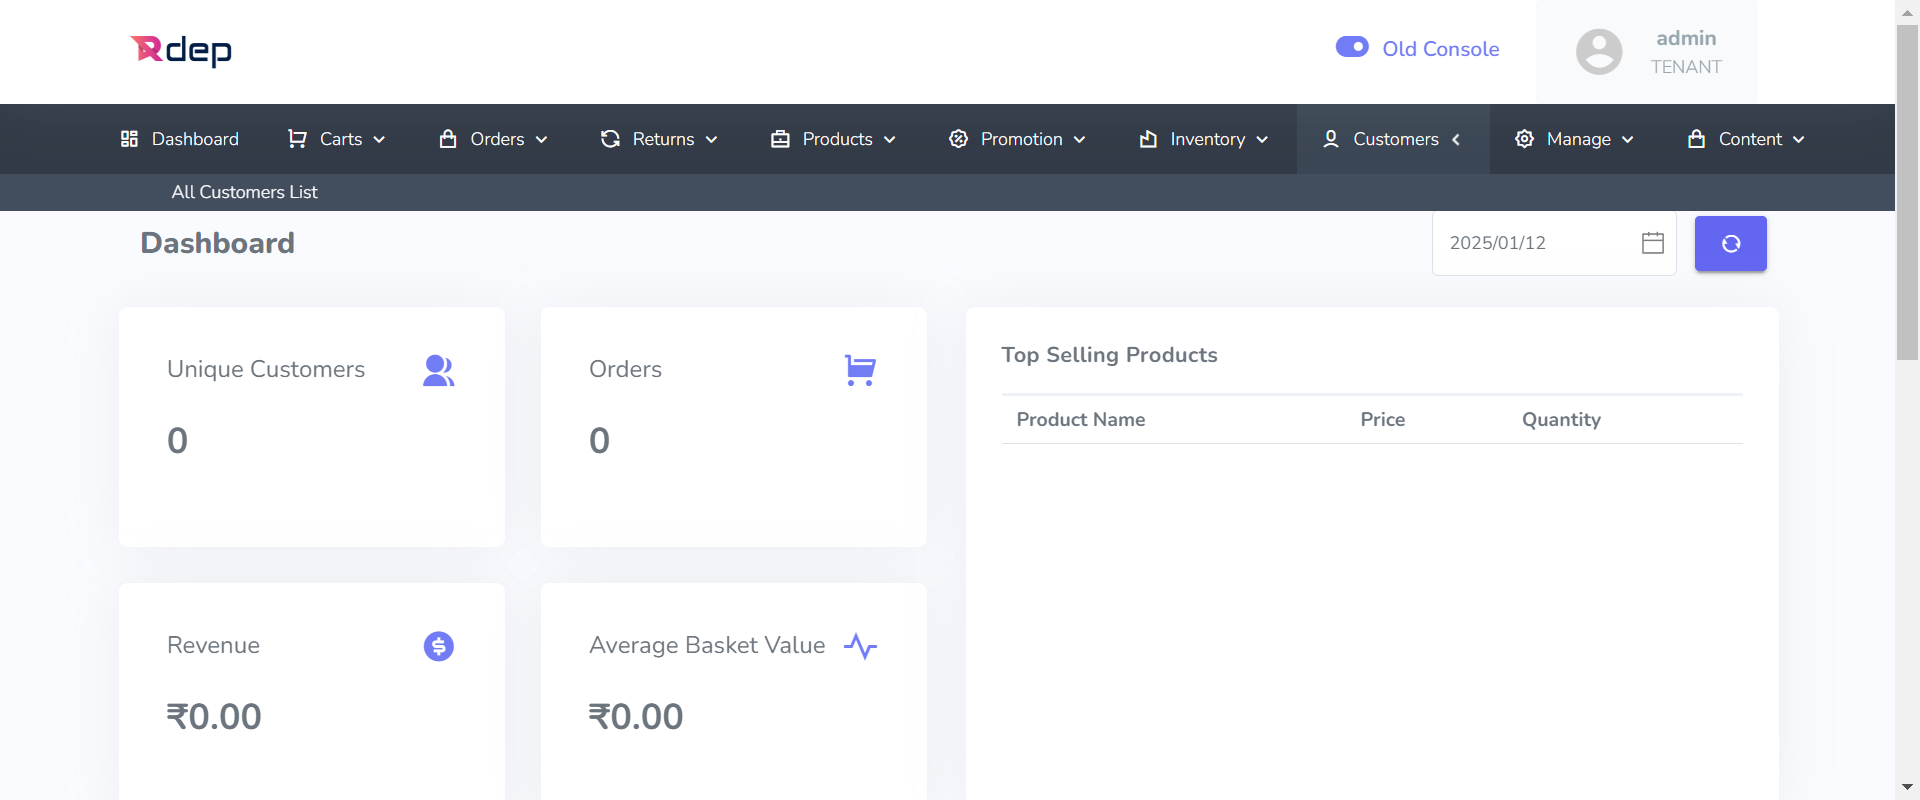 Rdep
Old Console
admin
TENANT
Dashboard
Carts
Orders
Returns
Products
Promotion
Inventory
Customers
Manage
Content
All Customers List
Dashboard
2025/01/12
Unique Customers
0
Orders
0
Top Selling Products
Product Name Price Quantity
Revenue
₹0.00
Average Basket Value
₹0.00